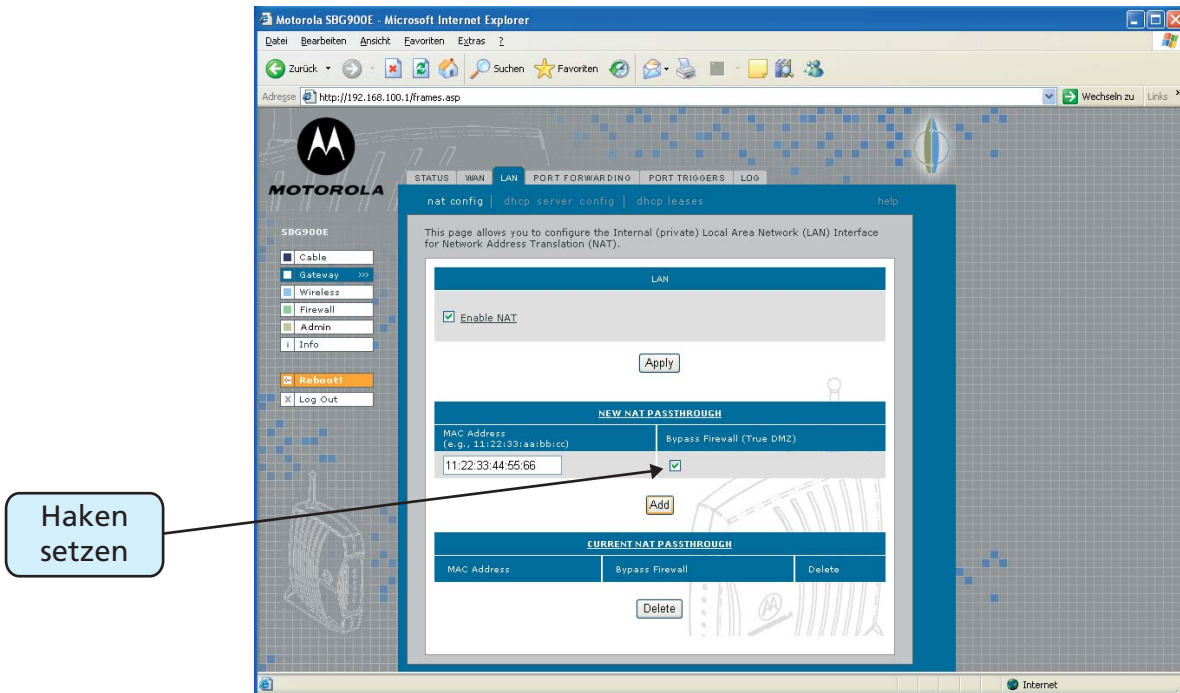 Motorola SBG900E - Microsoft Internet Explorer
Datei Bearbeiten Ansicht Favoriten Extras ?
Zurück Suchen Favoriten
Adresse http://192.168.100.1/frames.asp Wechseln zu Links »
MOTOROLA
STATUS WAN LAN PORT FORWARDING PORT TRIGGERS LOG
nat config | dhcp server config | dhcp leases help
SBG900E
Cable
Gateway >>>
Wireless
Firewall
Admin
i Info
Reboot!
X Log Out
This page allows you to configure the Internal (private) Local Area Network (LAN) Interface
for Network Address Translation (NAT).
LAN
Enable NAT
Apply
NEW NAT PASSTHROUGH
MAC Address
(e.g., 11:22:33:aa:bb:cc)
Bypass Firewall (True DMZ)
11:22:33:44:55:66
Add
Haken
setzen
CURRENT NAT PASSTHROUGH
MAC Address Bypass Firewall Delete
Delete
Internet